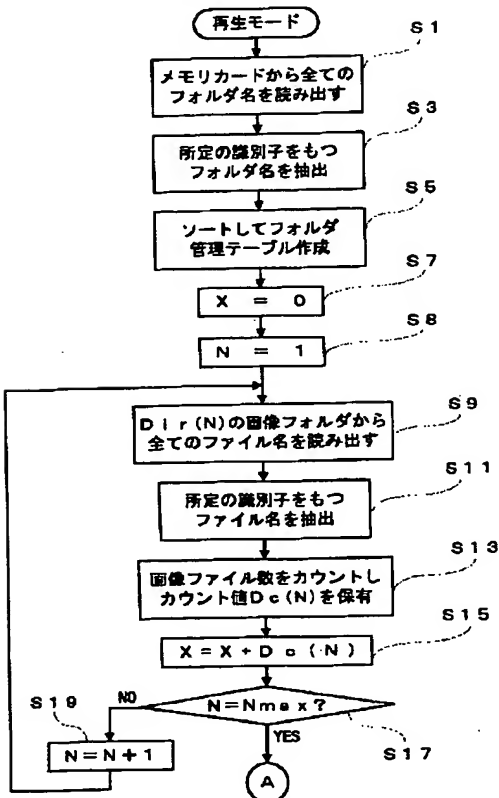 再生モード
S1
メモリカードから全ての
フォルダ名を読み出す
S3
所定の識別子をもつ
フォルダ名を抽出
S5
ソートしてフォルダ
管理テーブル作成
S7
X = 0
S8
N = 1
S9
Dir(N)の画像フォルダから
全てのファイル名を読み出す
S11
所定の識別子をもつ
ファイル名を抽出
S13
画像ファイル数をカウントし
カウント値Dc(N)を保有
S15
X=X+Dc(N)
S19
NO
N=Nmax?
N=N+1
YES
S17
A